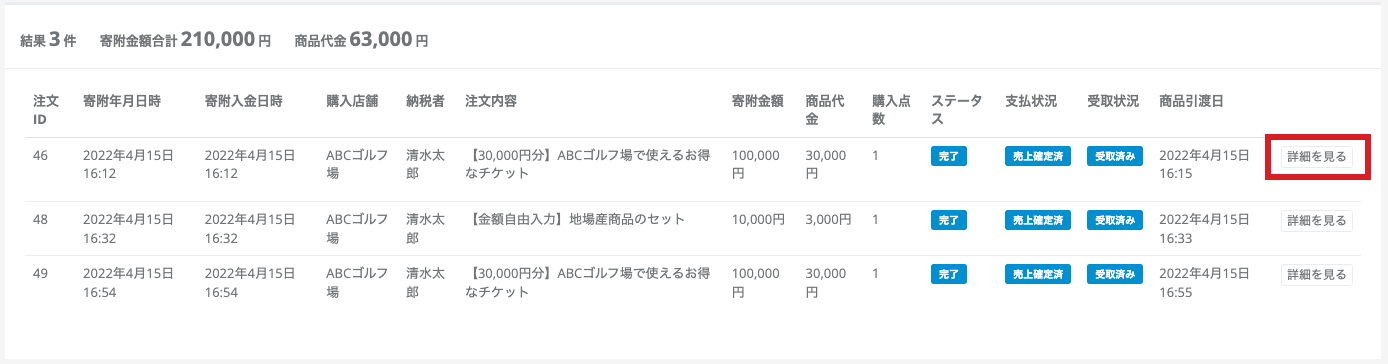 結果 3 件 寄附金額合計 210,000 円 商品代金 63,000 円
注文ID 寄附年月日時 寄附入金日時 購入店舗 納税者 注文内容 寄附金額 商品代金 購入点数 ステータス 支払状況 受取状況 商品引渡日
46 2022年4月15日 16:12 2022年4月15日 16:12 ABCゴルフ場 清水太郎 【30,000円分】ABCゴルフ場で使えるお得なチケット 100,000円 30,000円 1 完了 売上確定済 受取済み 2022年4月15日 16:15 詳細を見る
48 2022年4月15日 16:32 2022年4月15日 16:32 ABCゴルフ場 清水太郎 【金額自由入力】地場産商品のセット 10,000円 3,000円 1 完了 売上確定済 受取済み 2022年4月15日 16:33 詳細を見る
49 2022年4月15日 16:54 2022年4月15日 16:54 ABCゴルフ場 清水太郎 【30,000円分】ABCゴルフ場で使えるお得なチケット 100,000円 30,000円 1 完了 売上確定済 受取済み 2022年4月15日 16:55 詳細を見る